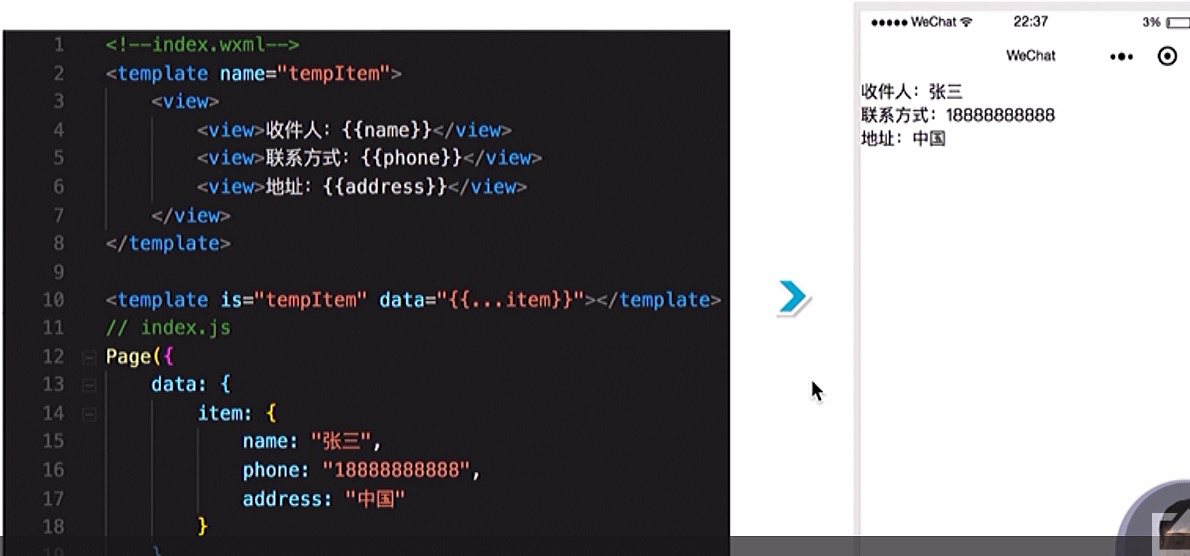 1 <!--index.wxml-->
2 <template name="tempItem">
3 <view>
4 <view>收件人：{{name}}</view>
5 <view>联系方式：{{phone}}</view>
6 <view>地址：{{address}}</view>
7 </view>
8 </template>
9
10 <template is="tempItem" data="{{...item}}"></template>
11 // index.js
12 Page({
13 data: {
14 item: {
15 name: "张三",
16 phone: "18888888888",
17 address: "中国"
18 }
19 }
WeChat 22:37 3%
WeChat
收件人：张三
联系方式：18888888888
地址：中国